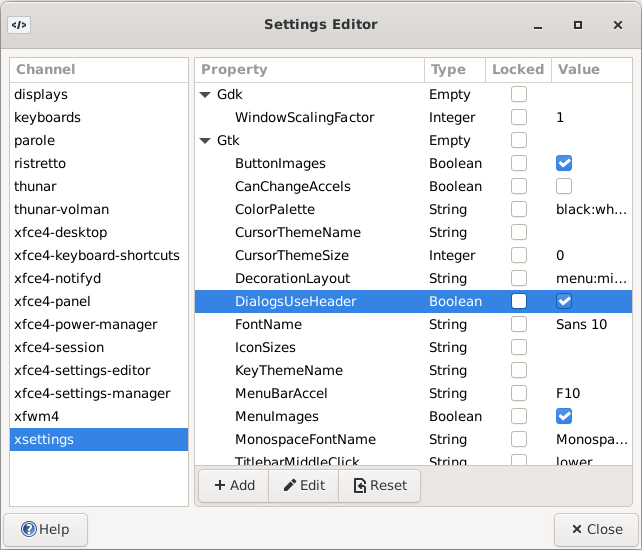 </> Settings Editor
Channel
displays
keyboards
parole
ristretto
thunar
thunar-volman
xfce4-desktop
xfce4-keyboard-shortcuts
xfce4-notifyd
xfce4-panel
xfce4-power-manager
xfce4-session
xfce4-settings-editor
xfce4-settings-manager
xfwm4
xsettings
Property Type Locked Value
Gdk Empty
WindowScalingFactor Integer 1
Gtk Empty
ButtonImages Boolean
CanChangeAccels Boolean
ColorPalette String black:wh...
CursorThemeName String
CursorThemeSize Integer 0
DecorationLayout String menu:mi...
DialogsUseHeader Boolean
FontName String Sans 10
IconSizes String
KeyThemeName String
MenuBarAccel String F10
MenuImages Boolean
MonospaceFontName String Monospa...
TitlebarMiddleClick String lower
+ Add Edit Reset
? Help × Close